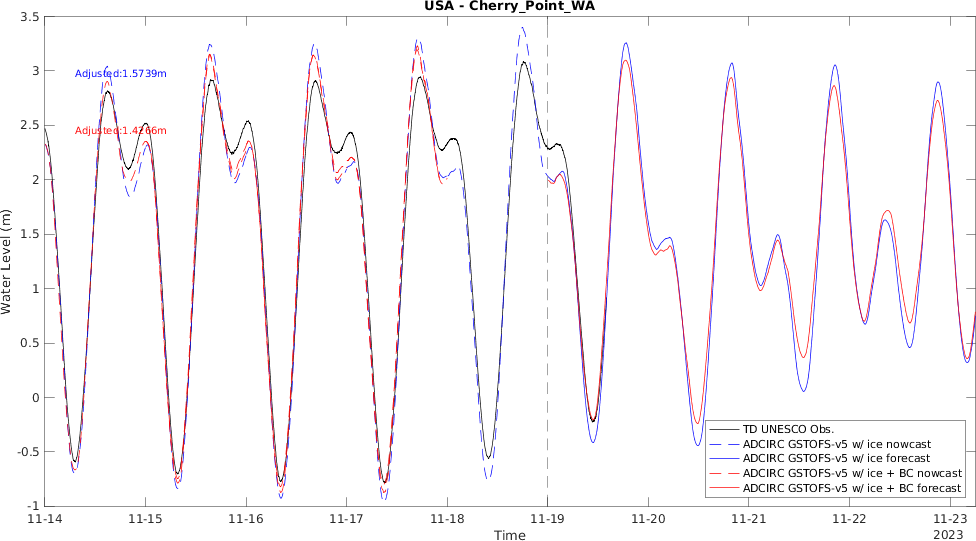 USA - Cherry_Point_WA
3.5
3
2.5
2
1.5
1
0.5
0
-0.5
-1
Water Level (m)
Adjusted:1.5739m
Adjusted:1.4266m
TD UNESCO Obs.
ADCIRC GSTOFS-v5 w/ ice nowcast
ADCIRC GSTOFS-v5 w/ ice forecast
ADCIRC GSTOFS-v5 w/ ice + BC nowcast
ADCIRC GSTOFS-v5 w/ ice + BC forecast
11-14 11-15 11-16 11-17 11-18 11-19 11-20 11-21 11-22 11-23
Time
2023